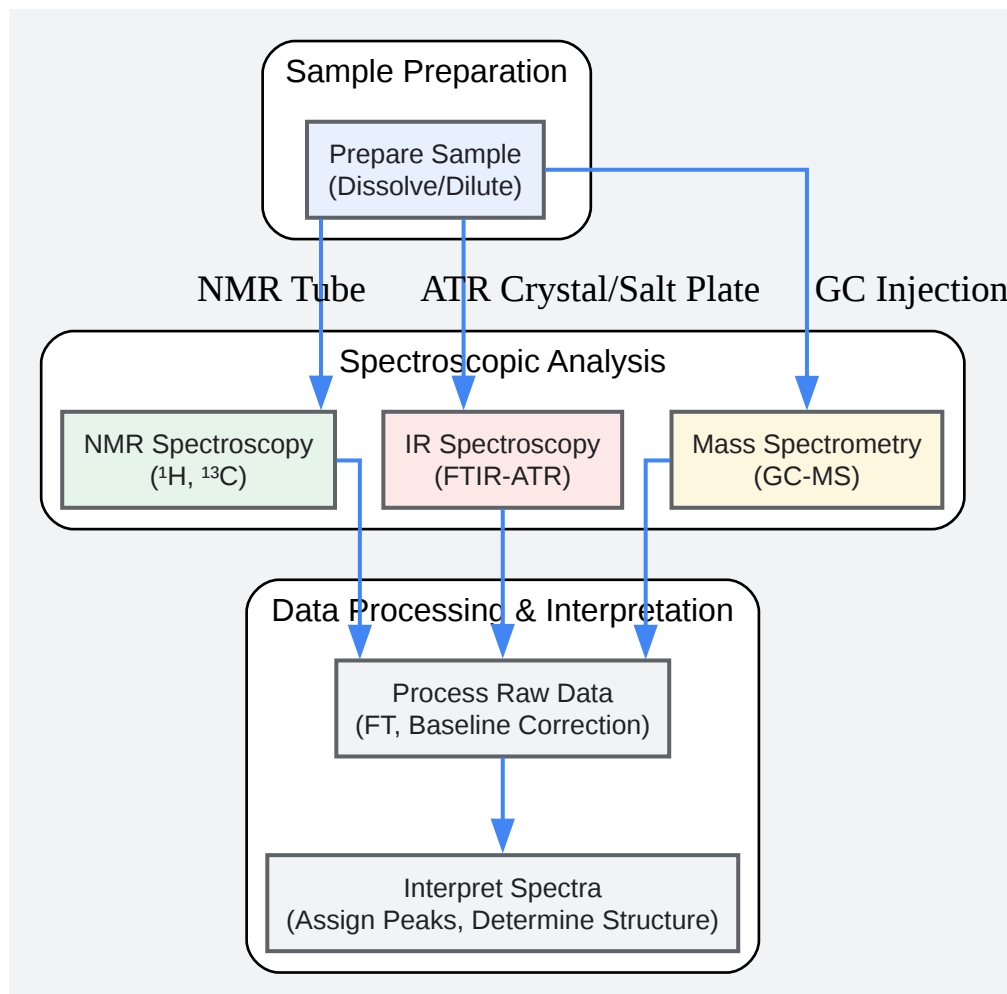 Sample Preparation
Prepare Sample
(Dissolve/Dilute)
NMR Tube
ATR Crystal/Salt Plate
GC Injection
Spectroscopic Analysis
NMR Spectroscopy
(¹H, ¹³C)
IR Spectroscopy
(FTIR-ATR)
Mass Spectrometry
(GC-MS)
Data Processing & Interpretation
Process Raw Data
(FT, Baseline Correction)
Interpret Spectra
(Assign Peaks, Determine Structure)